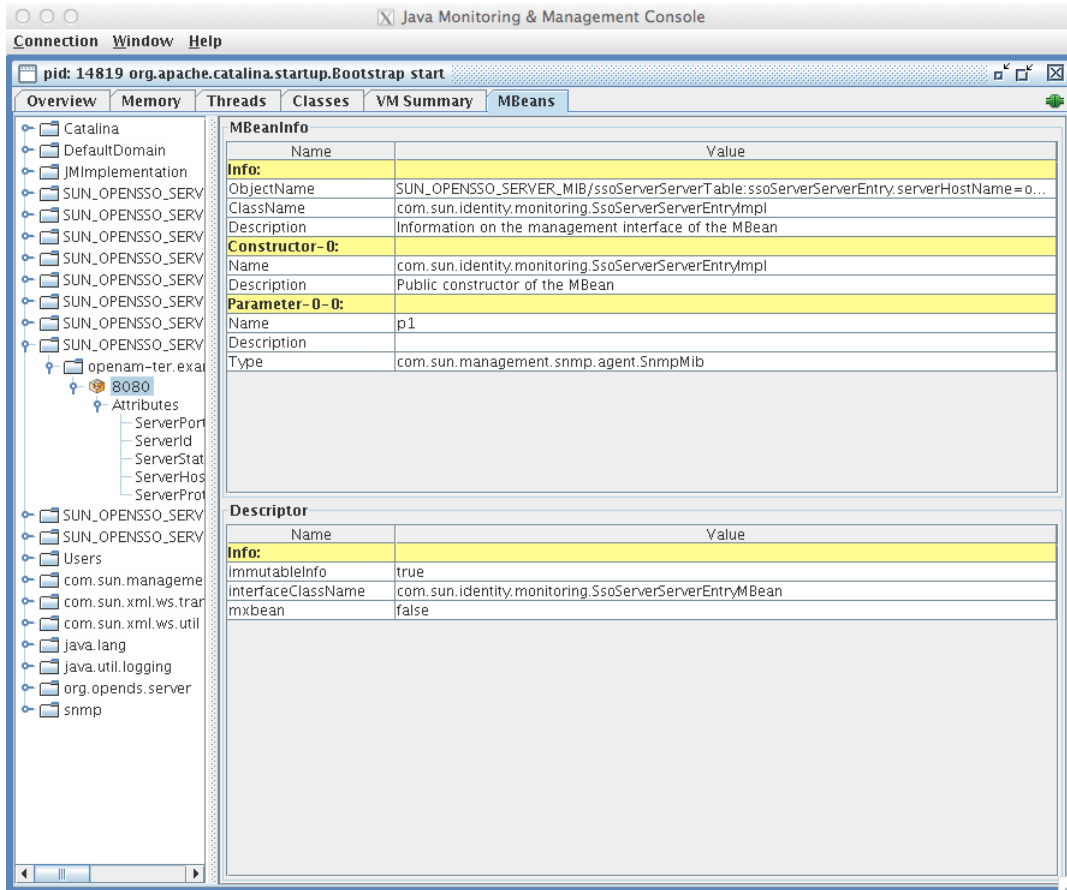 Java Monitoring & Management Console
Connection Window Help
pid: 14819 org.apache.catalina.startup.Bootstrap start
Overview Memory Threads Classes VM Summary MBeans
Catalina
DefaultDomain
JMImplementation
SUN_OPENSSO_SERV
SUN_OPENSSO_SERV
SUN_OPENSSO_SERV
SUN_OPENSSO_SERV
SUN_OPENSSO_SERV
SUN_OPENSSO_SERV
SUN_OPENSSO_SERV
SUN_OPENSSO_SERV
openam-ter.exa
8080
Attributes
ServerPort
ServerId
ServerStat
ServerHos
ServerProt
SUN_OPENSSO_SERV
SUN_OPENSSO_SERV
Users
com.sun.manageme
com.sun.xml.ws.tran
com.sun.xml.ws.util
java.lang
java.util.logging
org.opends.server
snmp
MBeanInfo
Name Value
Info:
ObjectName SUN_OPENSSO_SERVER_MIB/ssoServerServerTable:ssoServerServerEntry.serverHostName=o...
ClassName com.sun.identity.monitoring.SsoServerServerEntryImpl
Description Information on the management interface of the MBean
Constructor-0:
Name com.sun.identity.monitoring.SsoServerServerEntryImpl
Description Public constructor of the MBean
Parameter-0-0:
Name p1
Description
Type com.sun.management.snmp.agent.SnmpMib
Descriptor
Name Value
Info:
immutableInfo true
interfaceClassName com.sun.identity.monitoring.SsoServerServerEntryMBean
mxbean false